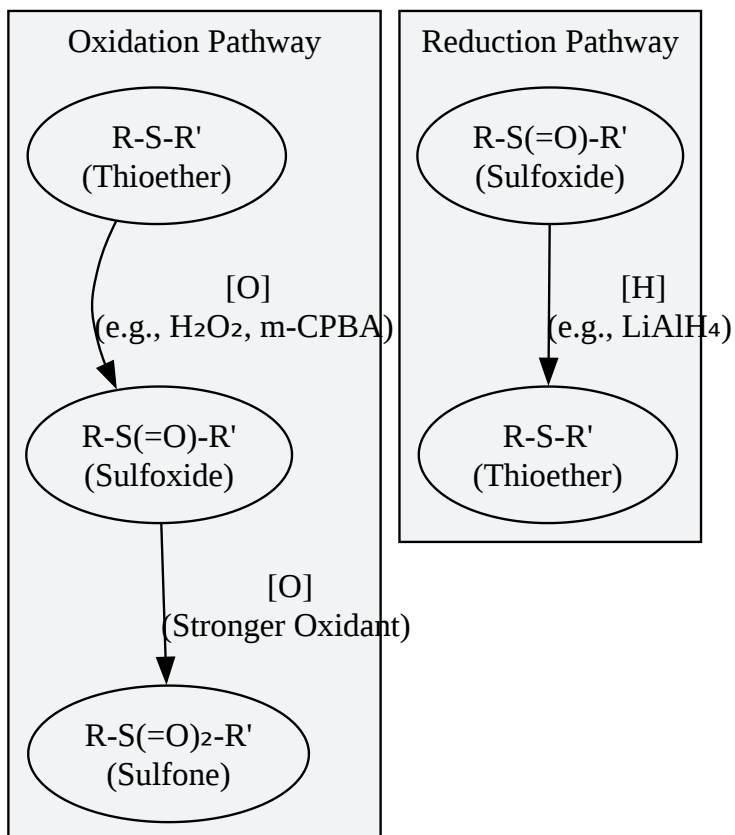 Oxidation Pathway
R-S-R'
(Thioether)
[O]
(e.g., H₂O₂, m-CPBA)
R-S(=O)-R'
(Sulfoxide)
[O]
(Stronger Oxidant)
R-S(=O)₂-R'
(Sulfone)
Reduction Pathway
R-S(=O)-R'
(Sulfoxide)
[H]
(e.g., LiAlH₄)
R-S-R'
(Thioether)